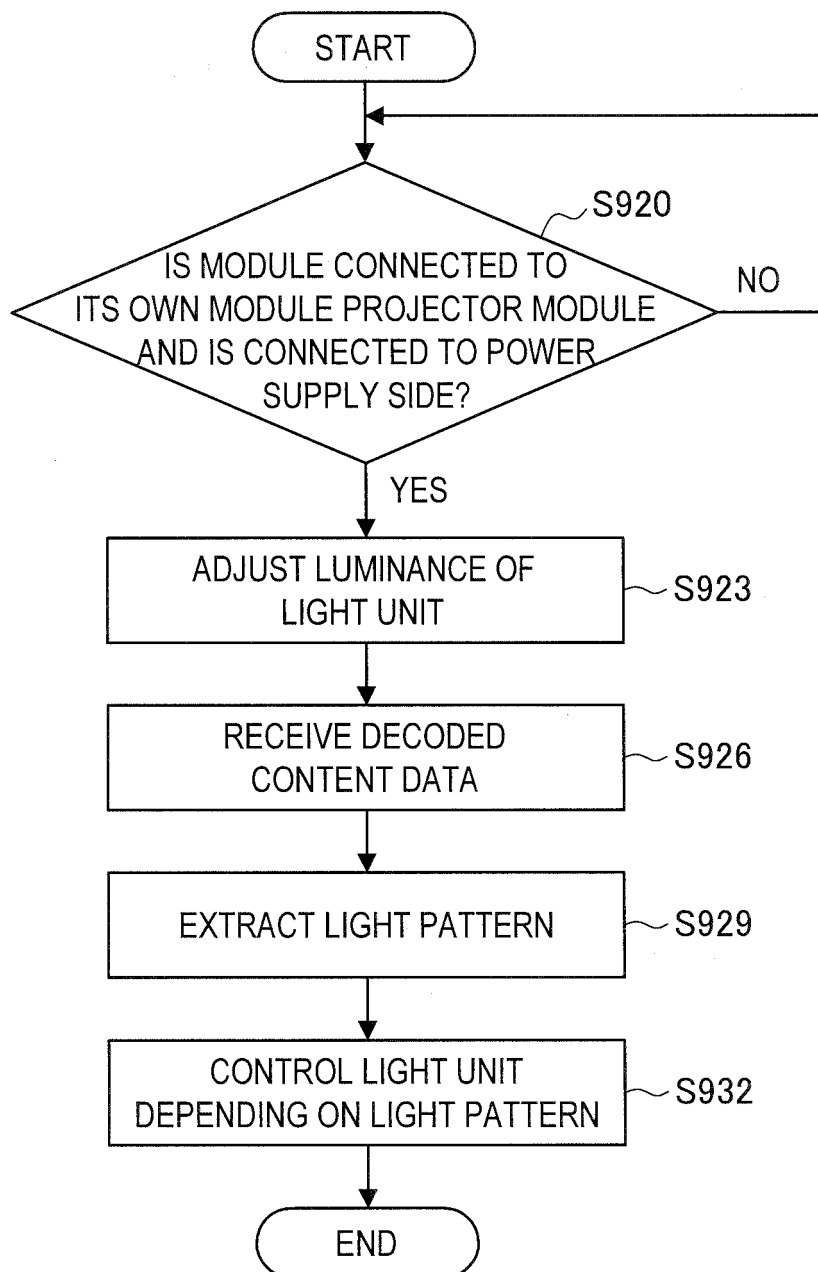 START
S920
IS MODULE CONNECTED TO
ITS OWN MODULE PROJECTOR MODULE
AND IS CONNECTED TO POWER
SUPPLY SIDE?
NO
YES
ADJUST LUMINANCE OF
LIGHT UNIT
S923
RECEIVE DECODED
CONTENT DATA
S926
EXTRACT LIGHT PATTERN
S929
CONTROL LIGHT UNIT
DEPENDING ON LIGHT PATTERN
S932
END